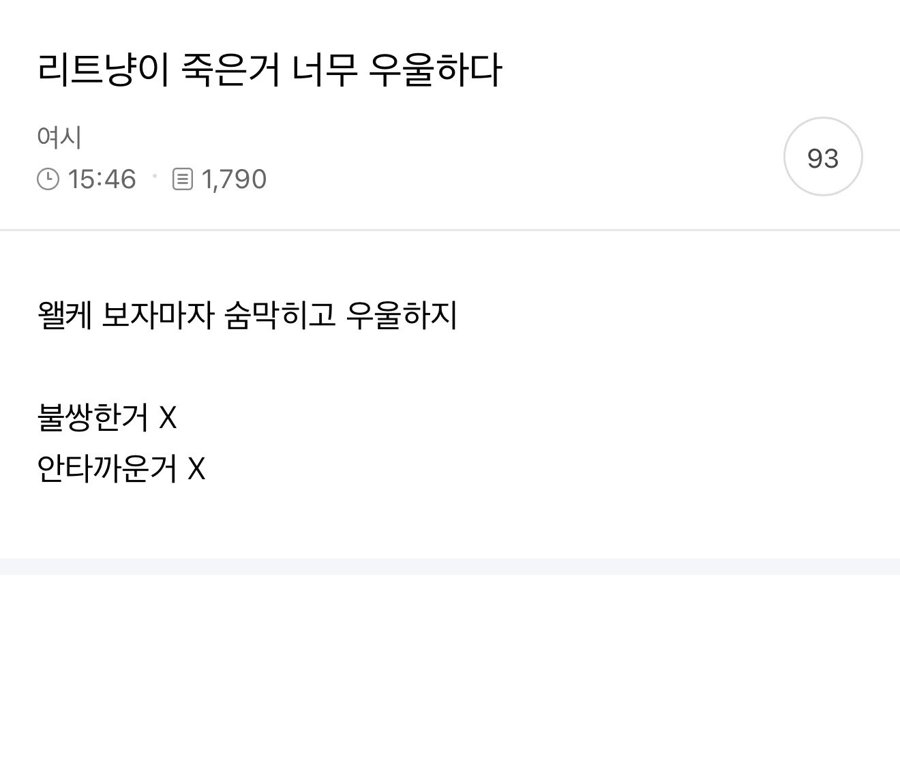 리트냥이 죽은거 너무 우울하다
여시
15:46 · 1,790
93
왤케 보자마자 숨막히고 우울하지
불쌍한거 X
안타까운거 X